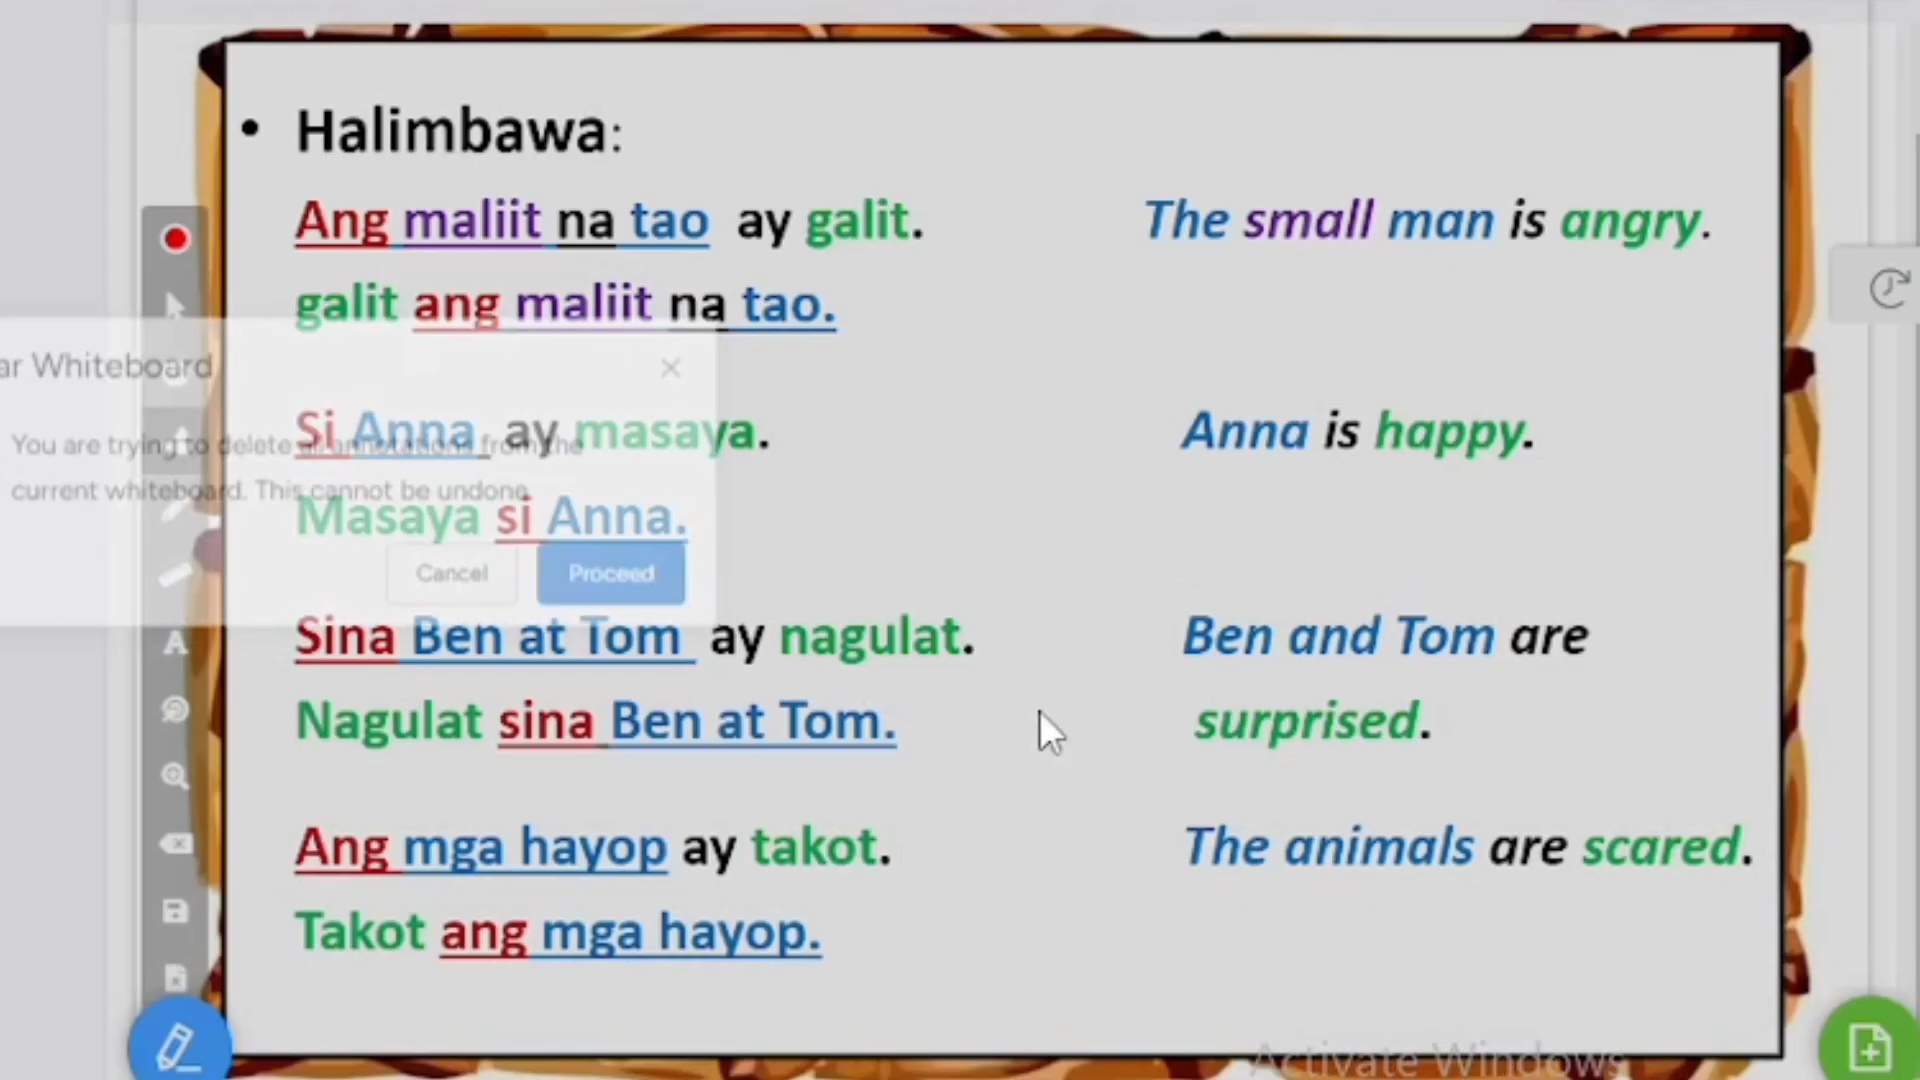 • Halimbawa:
Ang maliit na tao ay galit. The small man is angry.
galit ang maliit na tao.
ar Whiteboard
Si Anna ay masaya. Anna is happy.
You are trying to delete all annotations from the
current whiteboard. This cannot be undone.
Masaya si Anna.
Cancel Proceed
Sina Ben at Tom ay nagulat. Ben and Tom are
Nagulat sina Ben at Tom. surprised.
Ang mga hayop ay takot. The animals are scared.
Takot ang mga hayop.
Activate Windows